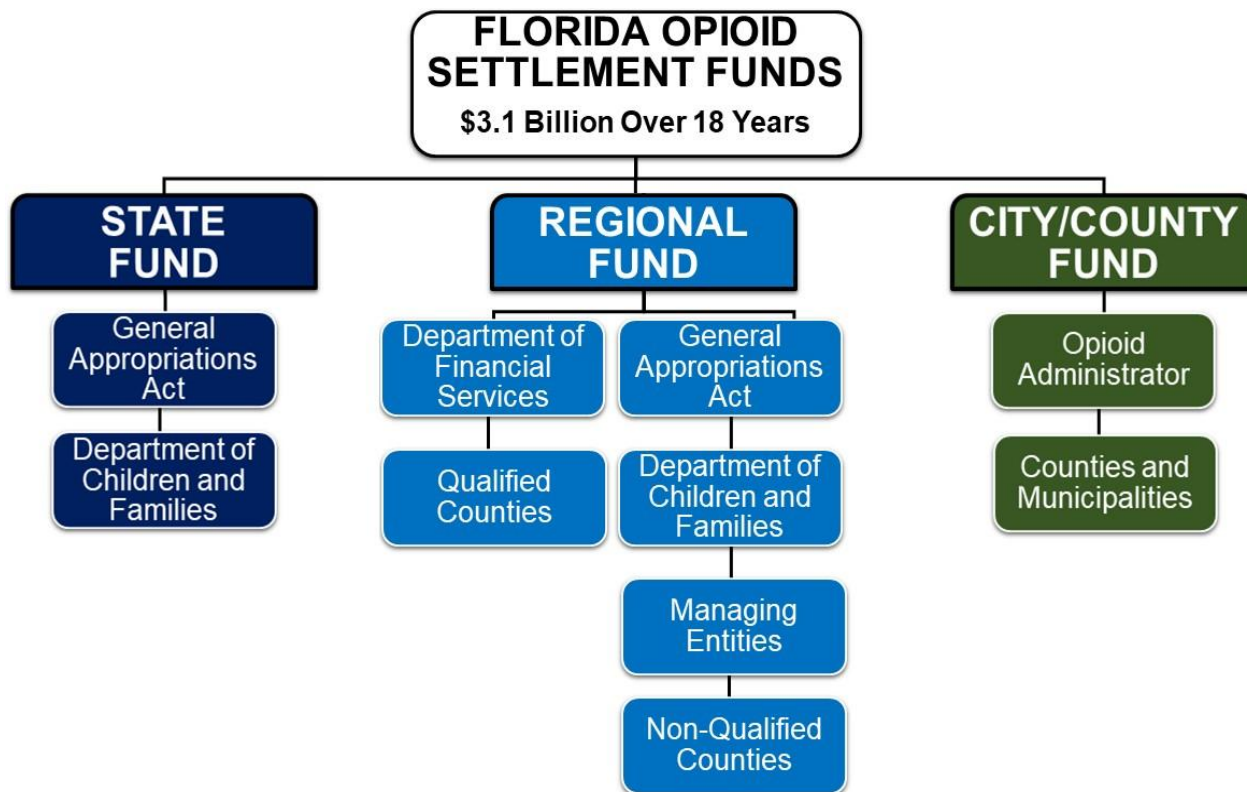 FLORIDA OPIOID
SETTLEMENT FUNDS
$3.1 Billion Over 18 Years
STATE
FUND
General
Appropriations
Act
Department of
Children and
Families
REGIONAL
FUND
Department of
Financial
Services
Qualified
Counties
General
Appropriations
Act
Department of
Children and
Families
Managing
Entities
Non-Qualified
Counties
CITY/COUNTY
FUND
Opioid
Administrator
Counties and
Municipalities